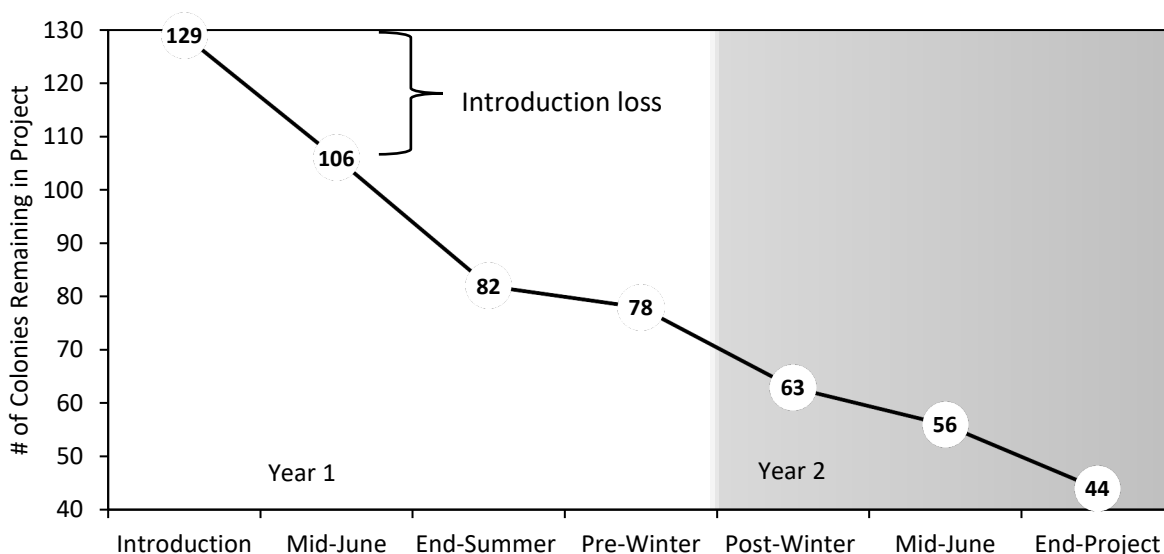 # of Colonies Remaining in Project
130
120
110
100
90
80
70
60
50
40
129
106
82
78
63
56
44
Introduction loss
Year 1
Year 2
Introduction
Mid-June
End-Summer
Pre-Winter
Post-Winter
Mid-June
End-Project